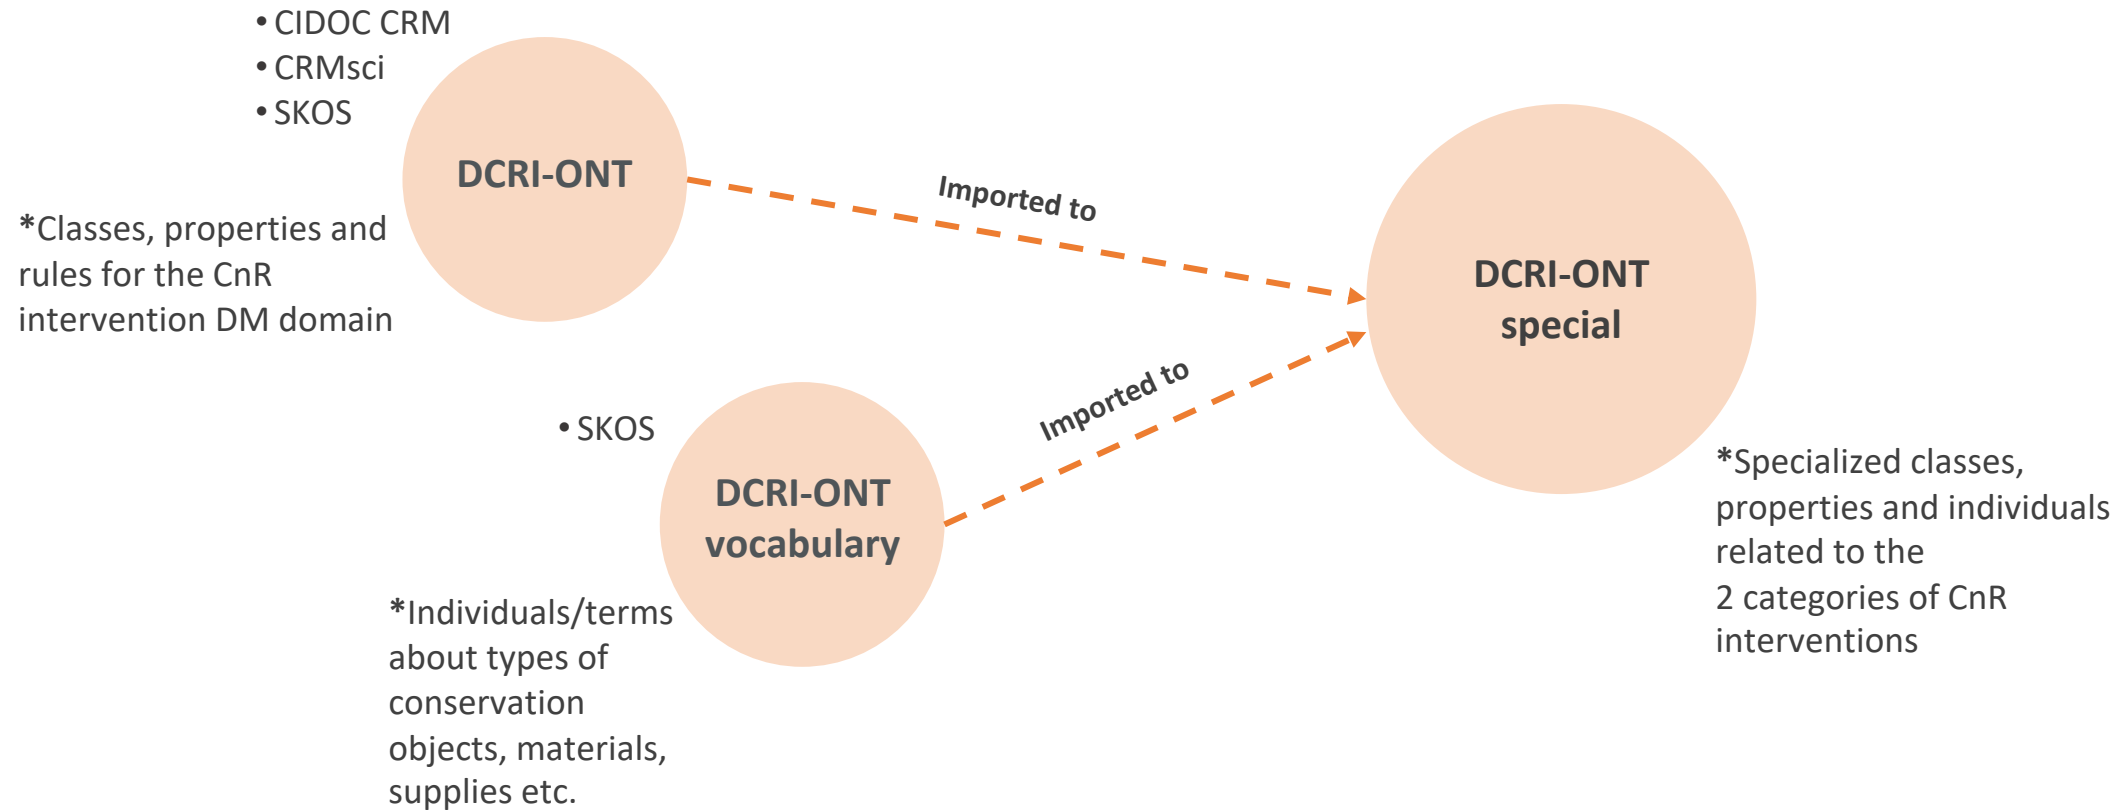 • CIDOC CRM
• CRMsci
• SKOS
DCRI-ONT
*Classes, properties and
rules for the CnR
intervention DM domain
Imported to
DCRI-ONT
special
Imported to
• SKOS
DCRI-ONT
vocabulary
*Individuals/terms
about types of
conservation
objects, materials,
supplies etc.
*Specialized classes,
properties and individuals
related to the
2 categories of CnR
interventions